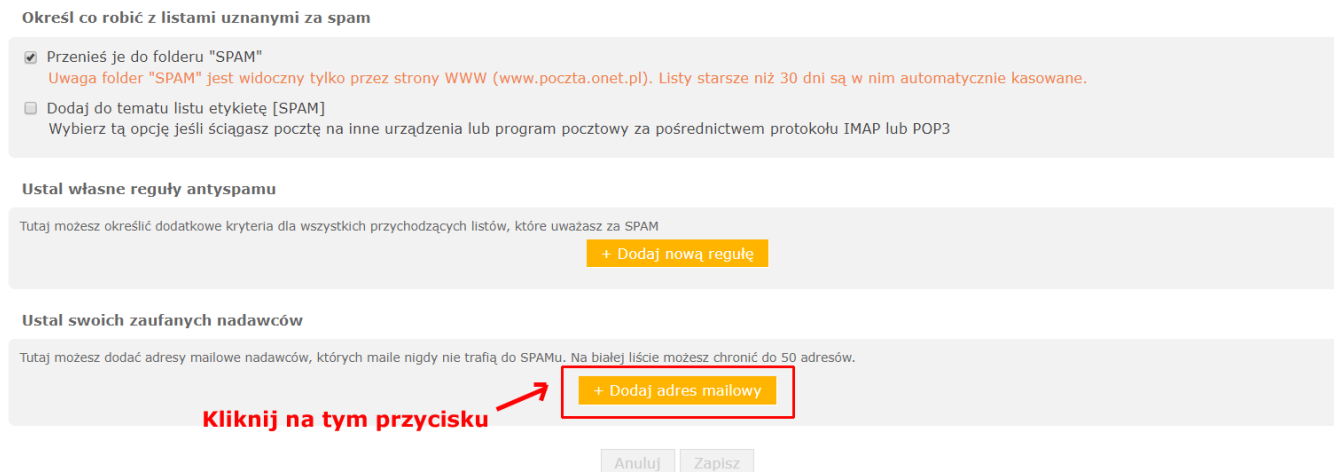 Określ co robić z listami uznanymi za spam
Przenieś je do folderu "SPAM"
Uwaga folder "SPAM" jest widoczny tylko przez strony WWW (www.poczta.onet.pl). Listy starsze niż 30 dni są w nim automatycznie kasowane.
Dodaj do tematu listu etykietę [SPAM]
Wybierz tą opcję jeśli ściągasz pocztę na inne urządzenia lub program pocztowy za pośrednictwem protokołu IMAP lub POP3
Ustal własne reguły antyspamu
Tutaj możesz określić dodatkowe kryteria dla wszystkich przychodzących listów, które uważasz za SPAM
+ Dodaj nową regułę
Ustal swoich zaufanych nadawców
Tutaj możesz dodać adresy mailowe nadawców, których maile nigdy nie trafią do SPAMu. Na białej liście możesz chronić do 50 adresów.
+ Dodaj adres mailowy
Kliknij na tym przycisku
Anuluj Zapisz